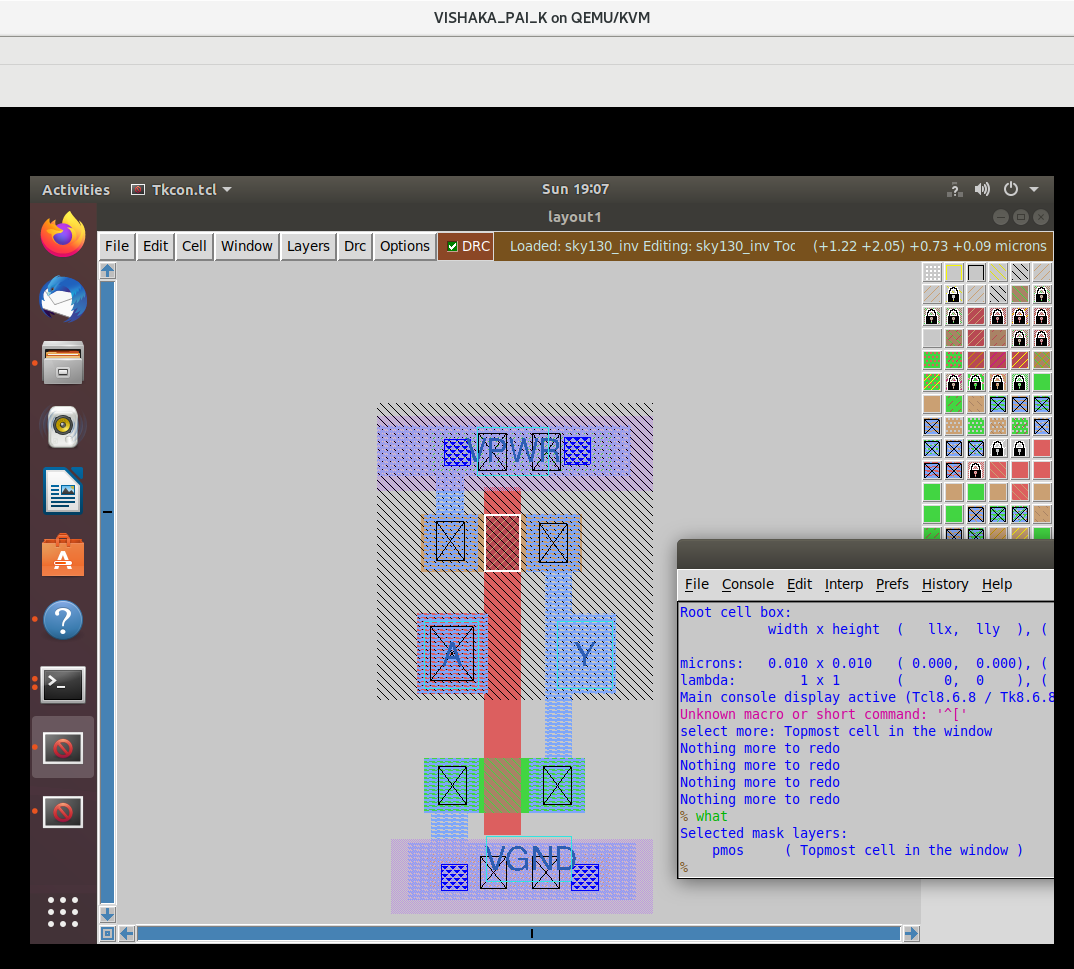 VISHAKA_PAI_K on QEMU/KVM
Activities Tkcon.tcl Sun 19:07
layout1
File Edit Cell Window Layers Drc Options DRC Loaded: sky130_inv Editing: sky130_inv Toc (+1.22 +2.05) +0.73 +0.09 microns
VPWR
A Y
VGND
File Console Edit Interp Prefs History Help
Root cell box:
width x height ( llx, lly ), (
microns: 0.010 x 0.010 ( 0.000, 0.000), (
lambda: 1 x 1 ( 0, 0 ), (
Main console display active (Tcl8.6.8 / Tk8.6.8
Unknown macro or short command: '^['
select more: Topmost cell in the window
Nothing more to redo
Nothing more to redo
Nothing more to redo
Nothing more to redo
% what
Selected mask layers:
pmos ( Topmost cell in the window )
%